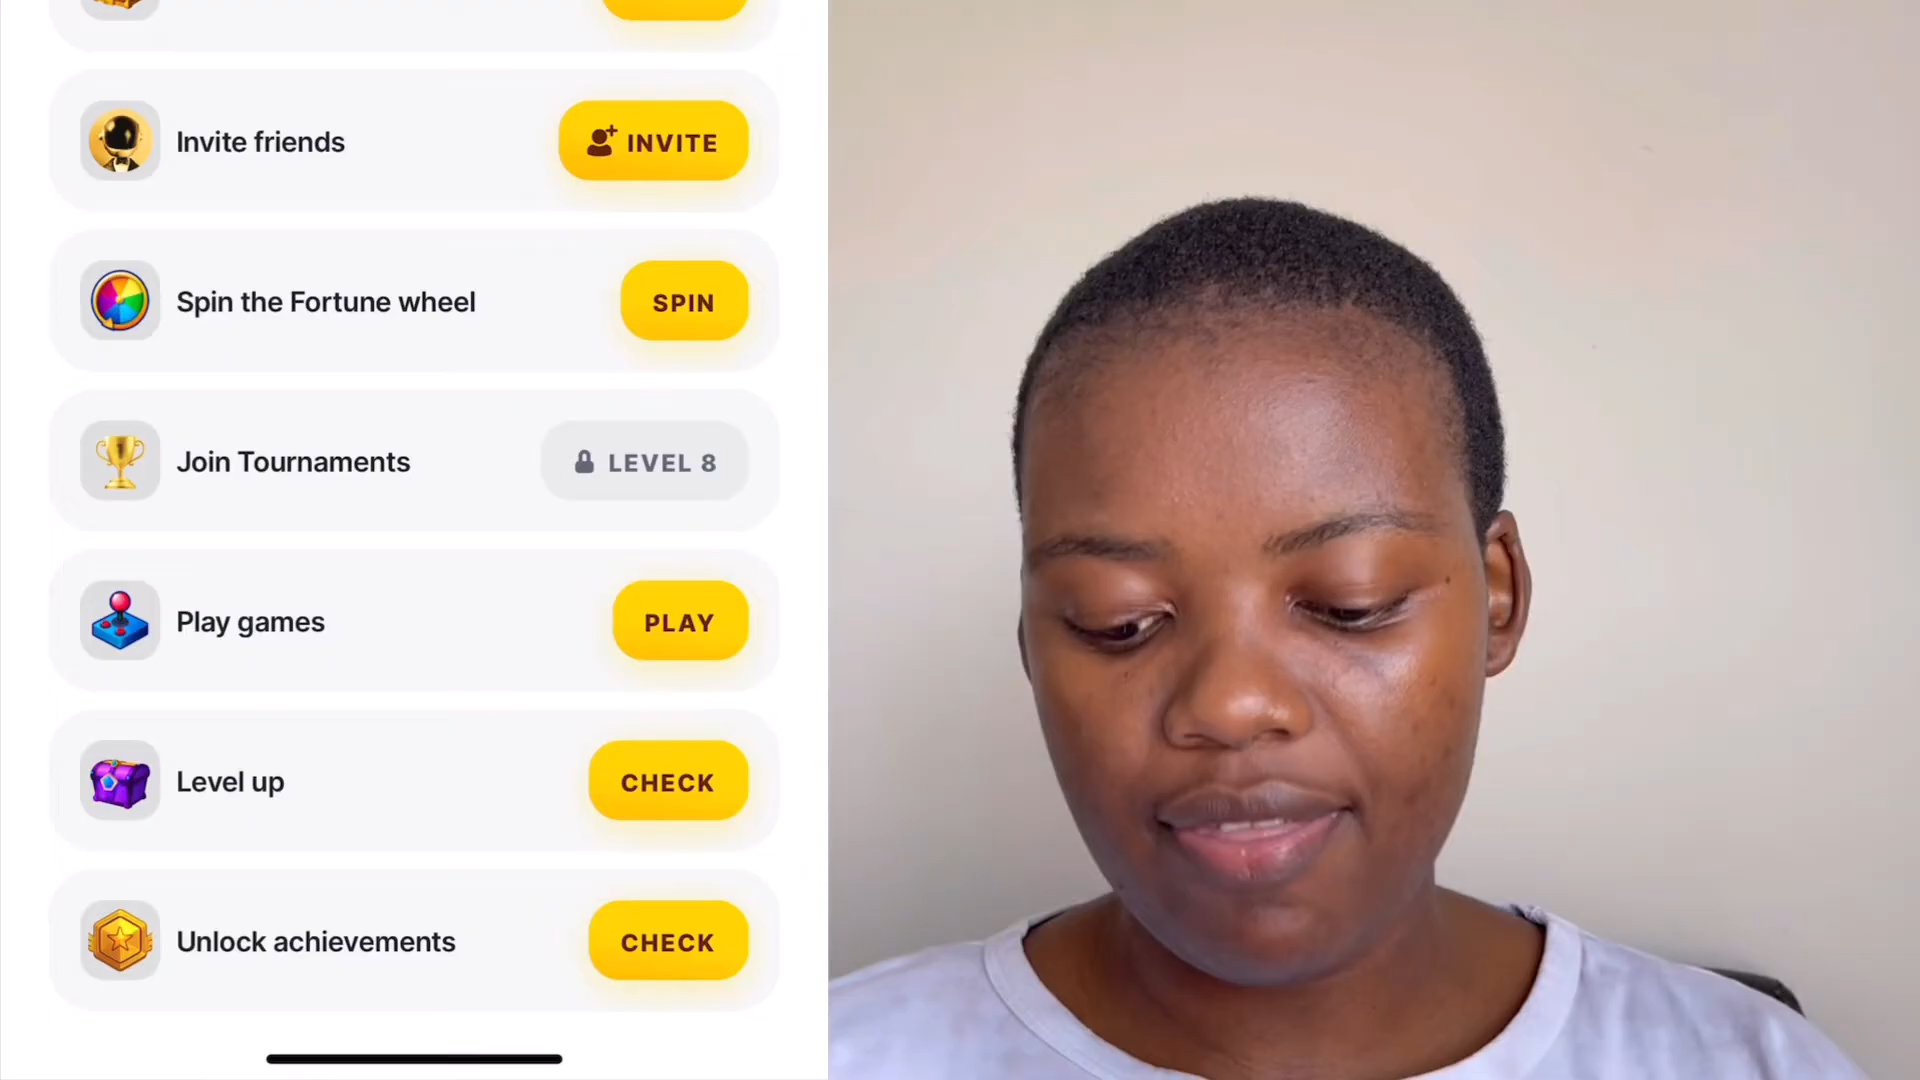 Invite friends
INVITE
Spin the Fortune wheel
SPIN
Join Tournaments
LEVEL 8
Play games
PLAY
Level up
CHECK
Unlock achievements
CHECK